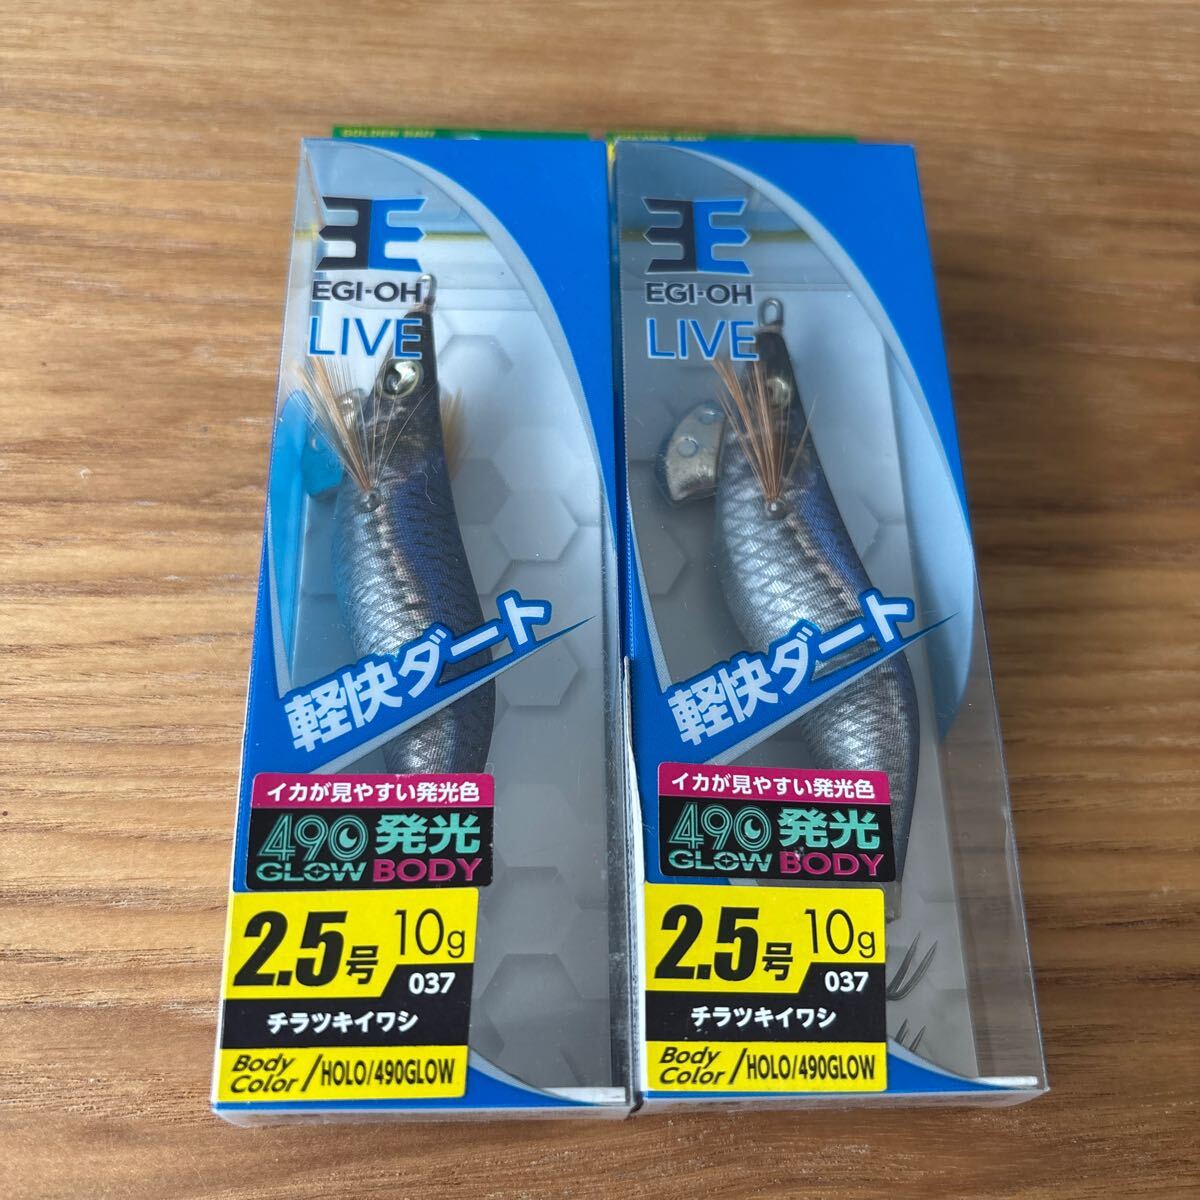 EGI-OH
LIVE
軽快ダート
イカが見やすい発光色
490 発光
GLOW BODY
2.5号 10g
037
チラツキイワシ
Body Color / HOLO/490GLOW
EGI-OH
LIVE
軽快ダート
イカが見やすい発光色
490 発光
GLOW BODY
2.5号 10g
037
チラツキイワシ
Body Color / HOLO/490GLOW